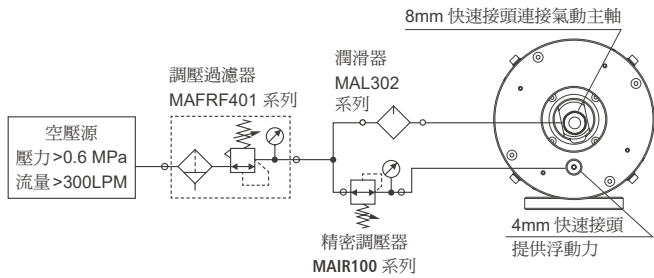 8mm 快速接頭連接氣動主軸
調壓過濾器
MAFRF401 系列
潤滑器
MAL302
系列
空壓源
壓力>0.6 MPa
流量>300LPM
精密調壓器
MAIR100 系列
4mm 快速接頭
提供浮動力